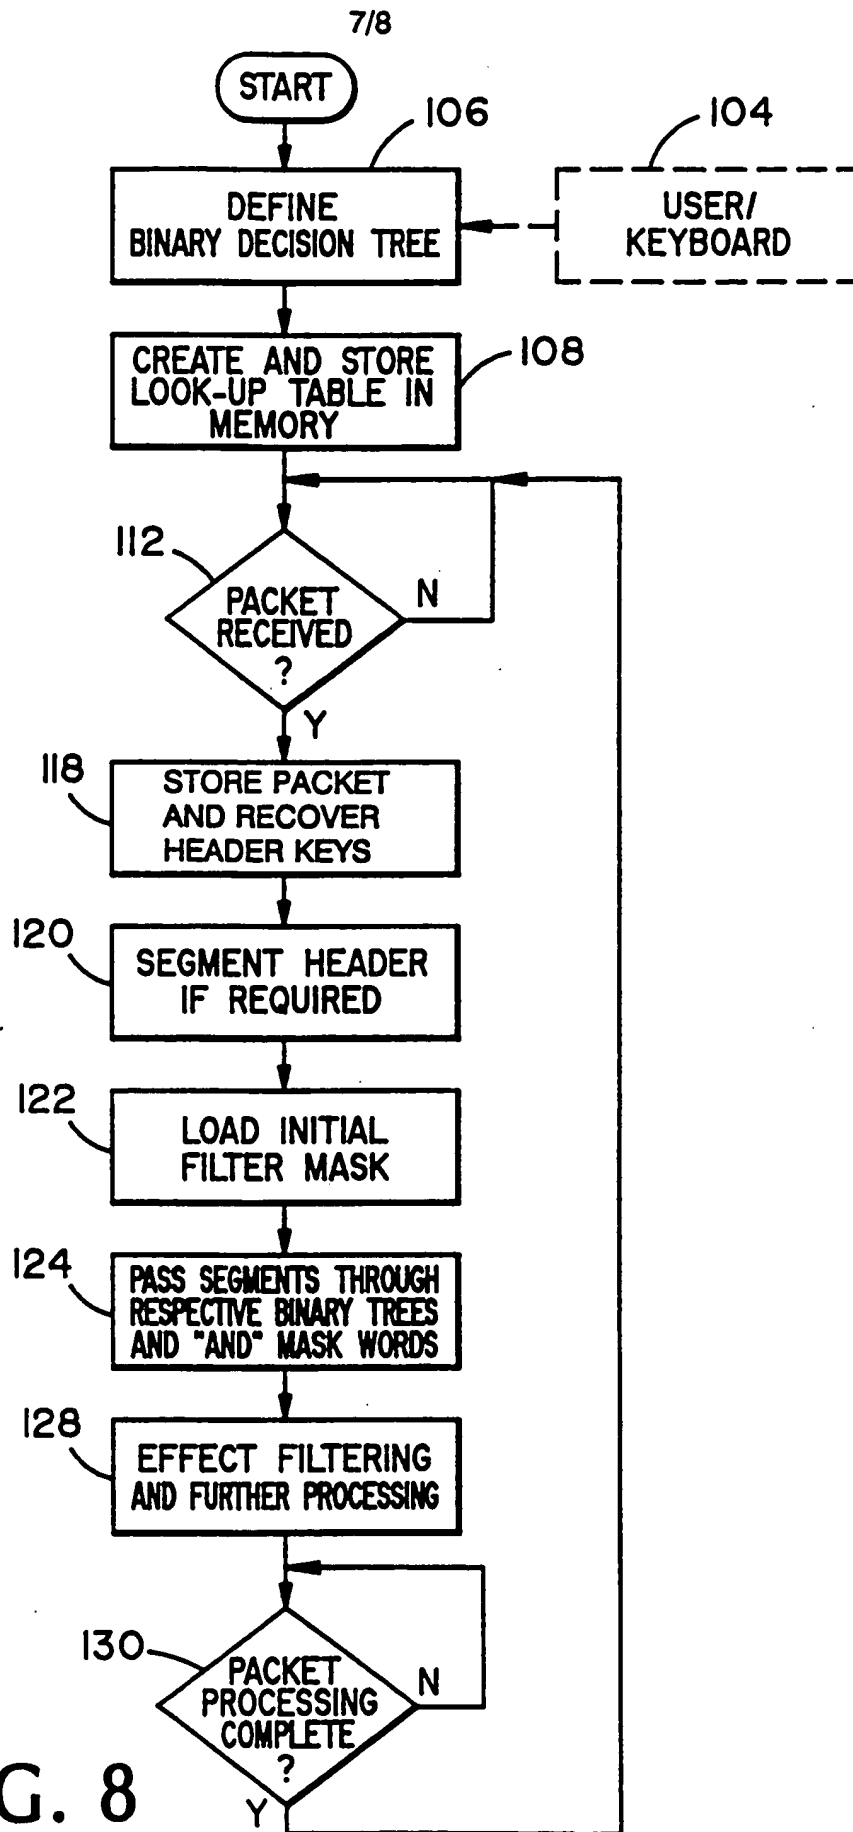 7/8
START
106
104
DEFINE
BINARY DECISION TREE
USER/
KEYBOARD
CREATE AND STORE
LOOK-UP TABLE IN
MEMORY
108
112
PACKET
RECEIVED
?
N
Y
118
STORE PACKET
AND RECOVER
HEADER KEYS
120
SEGMENT HEADER
IF REQUIRED
122
LOAD INITIAL
FILTER MASK
124
PASS SEGMENTS THROUGH
RESPECTIVE BINARY TREES
AND "AND" MASK WORDS
128
EFFECT FILTERING
AND FURTHER PROCESSING
130
PACKET
PROCESSING
COMPLETE
?
N
Y
G. 8